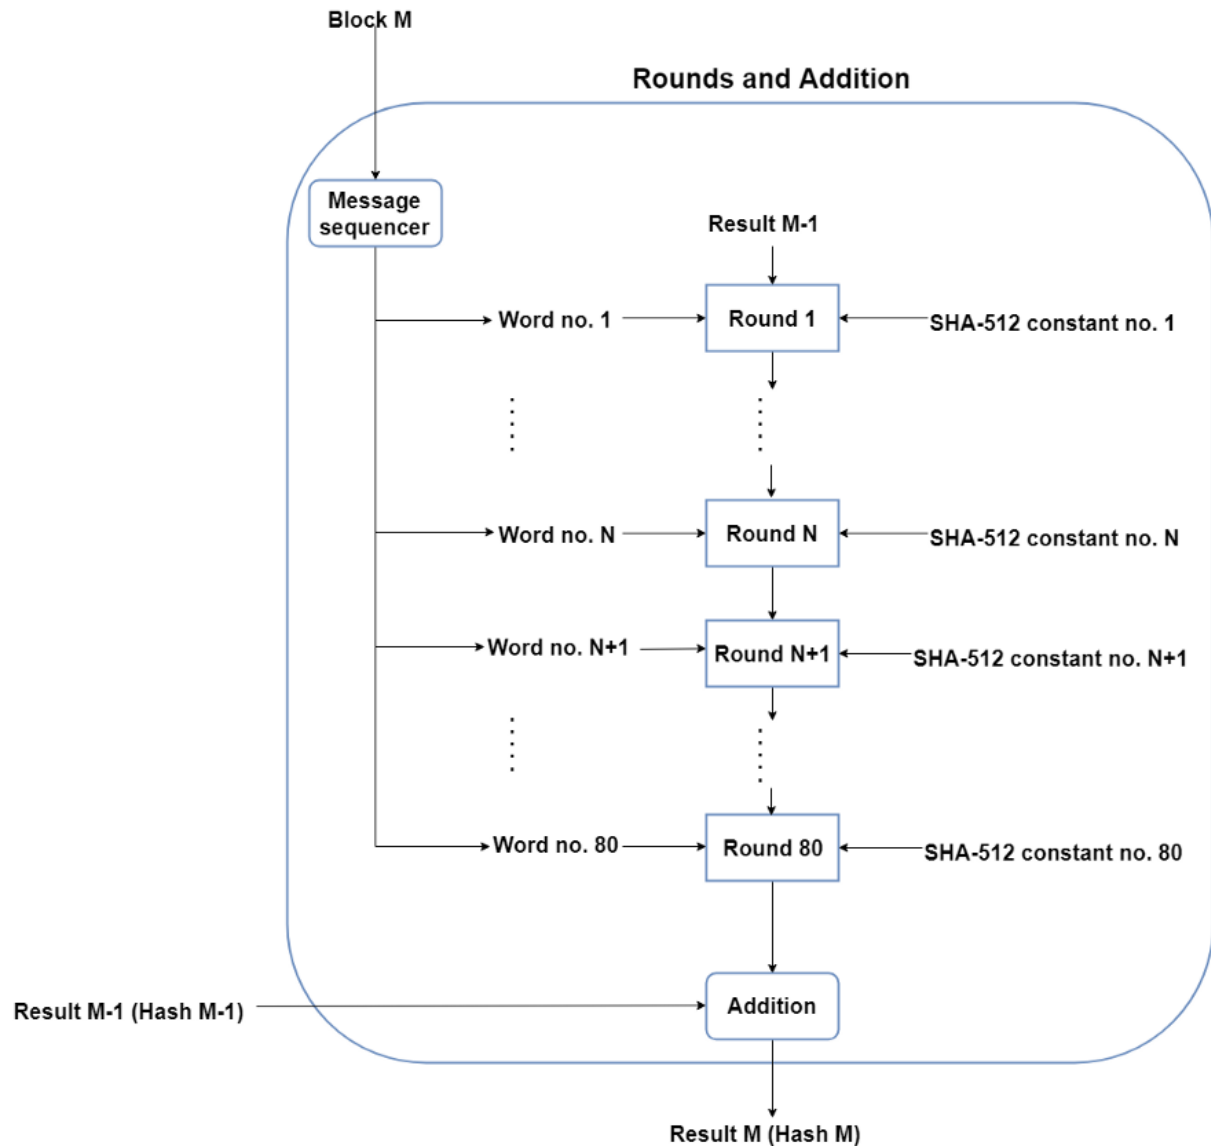 Block M
Rounds and Addition
Message
sequencer
Result M-1
Word no. 1
Round 1
SHA-512 constant no. 1
Word no. N
Round N
SHA-512 constant no. N
Word no. N+1
Round N+1
SHA-512 constant no. N+1
Word no. 80
Round 80
SHA-512 constant no. 80
Result M-1 (Hash M-1)
Addition
Result M (Hash M)